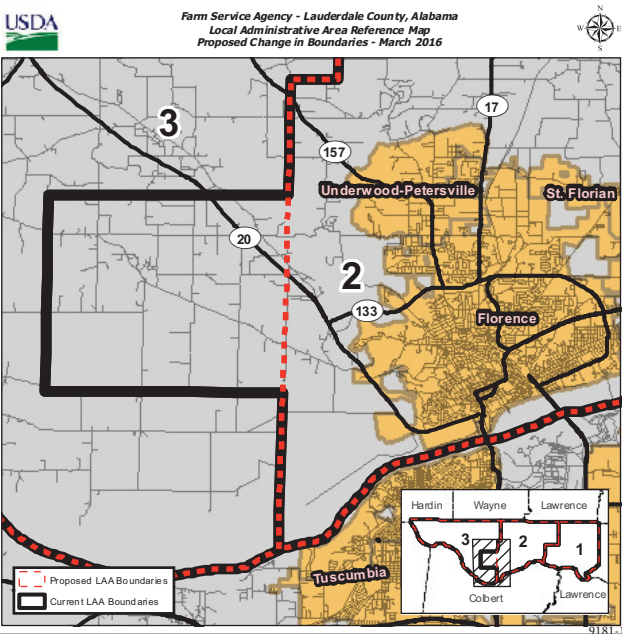 USDA
Farm Service Agency - Lauderdale County, Alabama
Local Administrative Area Reference Map
Proposed Change in Boundaries - March 2016
N
W
E
S
3
17
157
Underwood-Petersville
St. Florian
20
2
133
Florence
Tuscumbia
Hardin
Wayne
Lawrence
3
2
1
Colbert
Lawrence
Proposed LAA Boundaries
Current LAA Boundaries